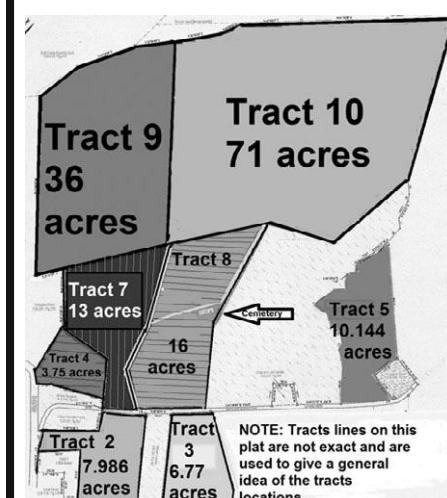 Tract 9
36
acres
Tract 10
71 acres
Tract 8
Tract 7
13 acres
Cemetery
Tract 5
10.144
acres
16
acres
Tract 4
3.75 acres
Tract 2
7.986
acres
Tract
3
6.77
acres
NOTE: Tracts lines on this
plat are not exact and are
used to give a general
idea of the tracts
locations